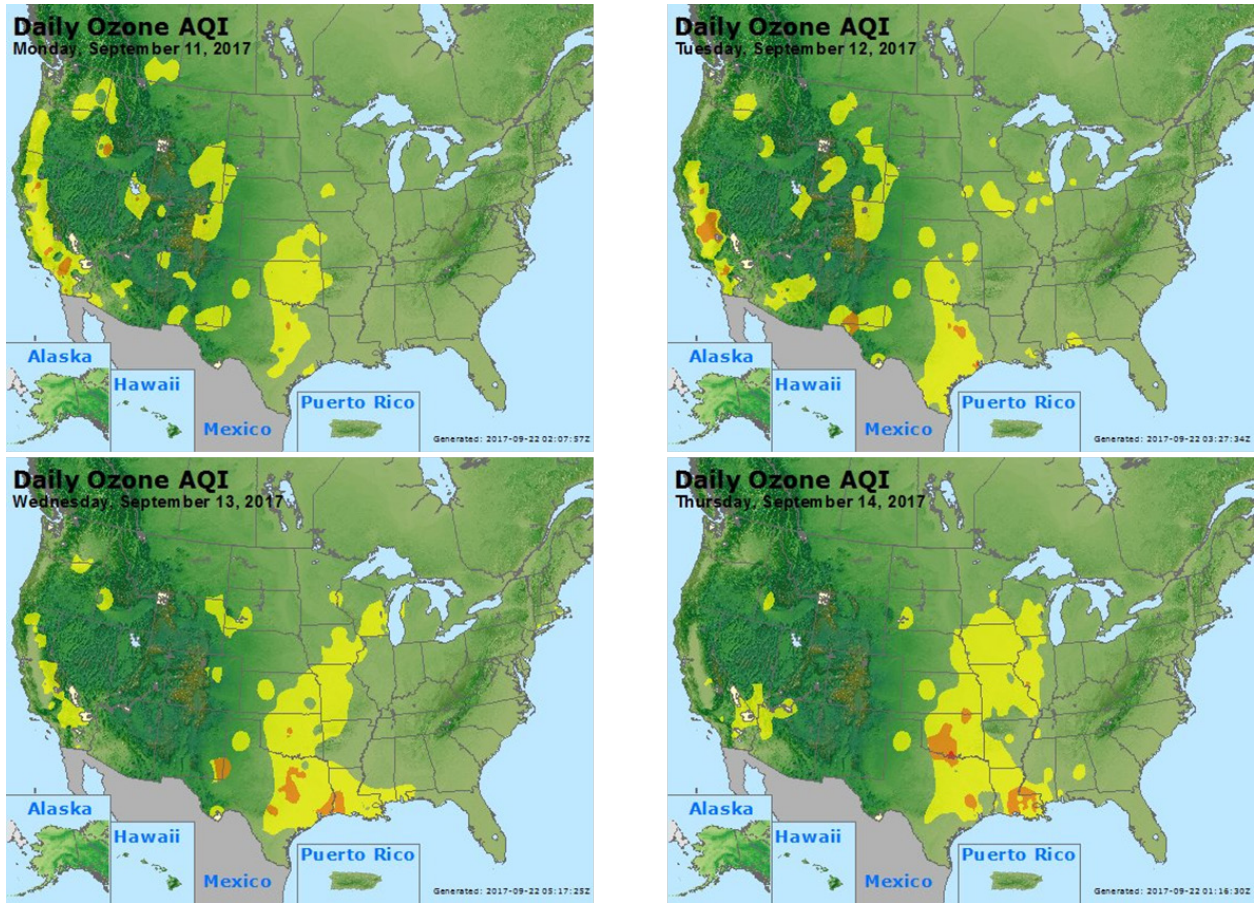 Daily Ozone AQI
Monday, September 11, 2017
Alaska
Hawaii
Mexico
Puerto Rico
Generated: 2017-09-22 02:07:57Z
Daily Ozone AQI
Tuesday, September 12, 2017
Alaska
Hawaii
Mexico
Puerto Rico
Generated: 2017-09-22 03:27:34Z
Daily Ozone AQI
Wednesday, September 13, 2017
Alaska
Hawaii
Mexico
Puerto Rico
Generated: 2017-09-22 05:17:25Z
Daily Ozone AQI
Thursday, September 14, 2017
Alaska
Hawaii
Mexico
Puerto Rico
Generated: 2017-09-22 01:16:30Z